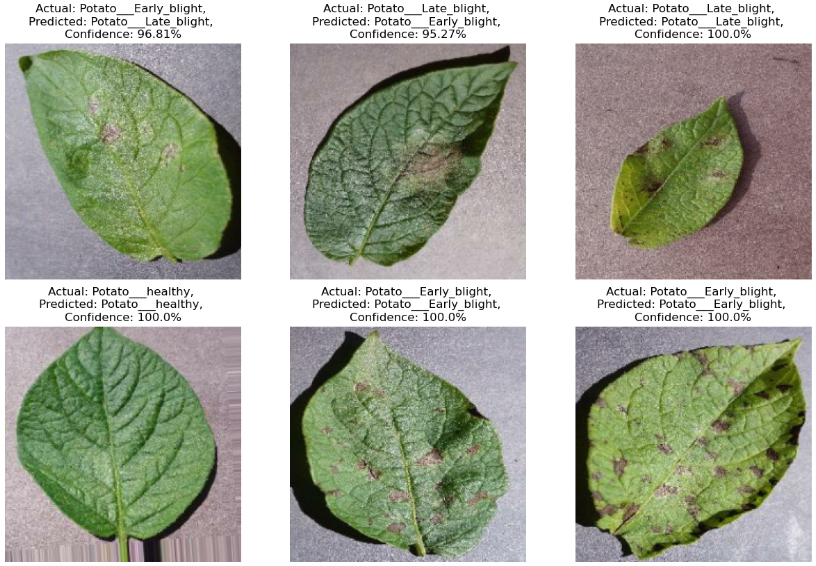 Actual: Potato___Early_blight,
Predicted: Potato___Late_blight,
Confidence: 96.81%
Actual: Potato___Late_blight,
Predicted: Potato___Early_blight,
Confidence: 95.27%
Actual: Potato___Late_blight,
Predicted: Potato___Late_blight,
Confidence: 100.0%
Actual: Potato___healthy,
Predicted: Potato___healthy,
Confidence: 100.0%
Actual: Potato___Early_blight,
Predicted: Potato___Early_blight,
Confidence: 100.0%
Actual: Potato___Early_blight,
Predicted: Potato___Early_blight,
Confidence: 100.0%